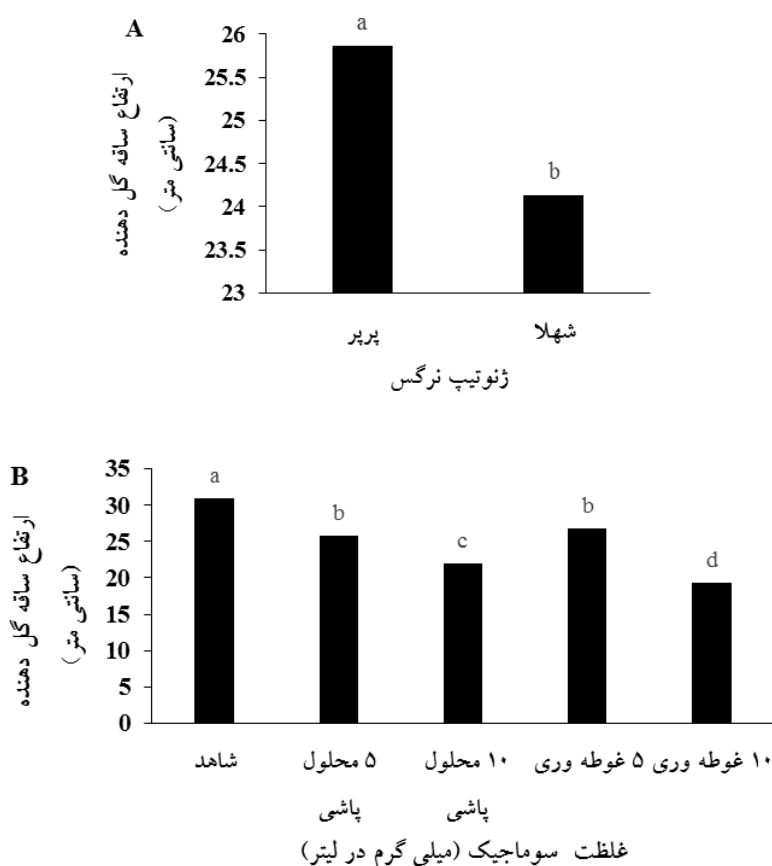 A
ارتفاع ساقه گل دهنده
(سانتی متر)
26
25.5
25
24.5
24
23.5
23
a
b
پرپر
شهلا
ژنوتیپ نرگس
B
ارتفاع ساقه گل دهنده
(سانتی متر)
35
30
25
20
15
10
5
0
a
b
c
b
d
شاهد
۵ محلول
پاشی
۱۰ محلول
پاشی
۵ غوطه وری
۱۰ غوطه وری
غلظت سوماجیک (میلی گرم در لیتر)